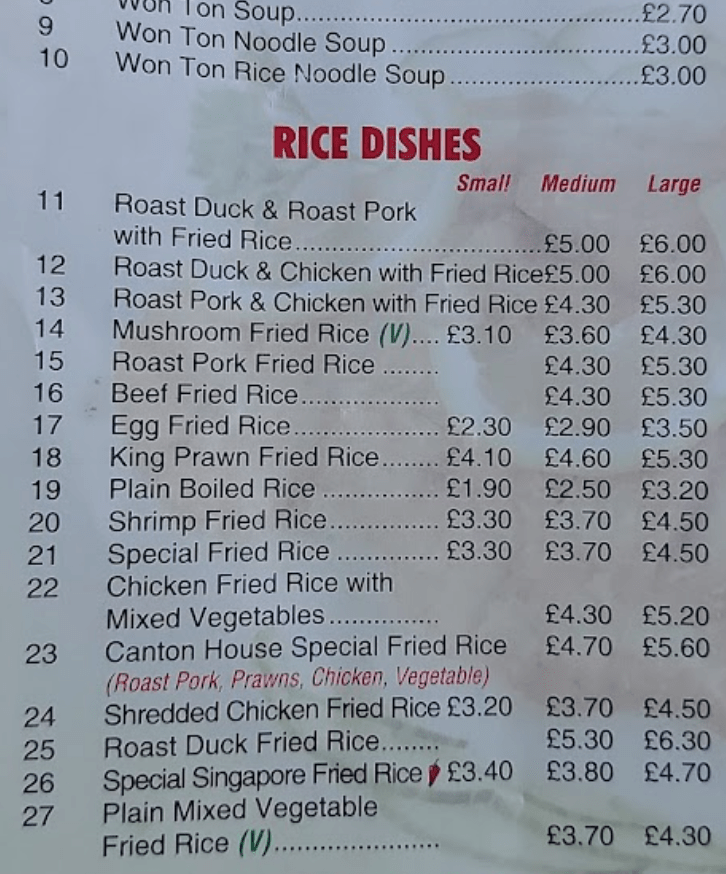 Won Ton Soup..........£2.70
9 Won Ton Noodle Soup..........£3.00
10 Won Ton Rice Noodle Soup..........£3.00
RICE DISHES
Small Medium Large
11 Roast Duck & Roast Pork
with Fried Rice..........£5.00 £6.00
12 Roast Duck & Chicken with Fried Rice£5.00 £6.00
13 Roast Pork & Chicken with Fried Rice £4.30 £5.30
14 Mushroom Fried Rice (V).... £3.10 £3.60 £4.30
15 Roast Pork Fried Rice ........ £4.30 £5.30
16 Beef Fried Rice.......... £4.30 £5.30
17 Egg Fried Rice.......... £2.30 £2.90 £3.50
18 King Prawn Fried Rice........ £4.10 £4.60 £5.30
19 Plain Boiled Rice .......... £1.90 £2.50 £3.20
20 Shrimp Fried Rice.......... £3.30 £3.70 £4.50
21 Special Fried Rice .......... £3.30 £3.70 £4.50
22 Chicken Fried Rice with
Mixed Vegetables.......... £4.30 £5.20
23 Canton House Special Fried Rice £4.70 £5.60
(Roast Pork, Prawns, Chicken, Vegetable)
24 Shredded Chicken Fried Rice £3.20 £3.70 £4.50
25 Roast Duck Fried Rice........ £5.30 £6.30
26 Special Singapore Fried Rice £3.40 £3.80 £4.70
27 Plain Mixed Vegetable
Fried Rice (V).......... £3.70 £4.30